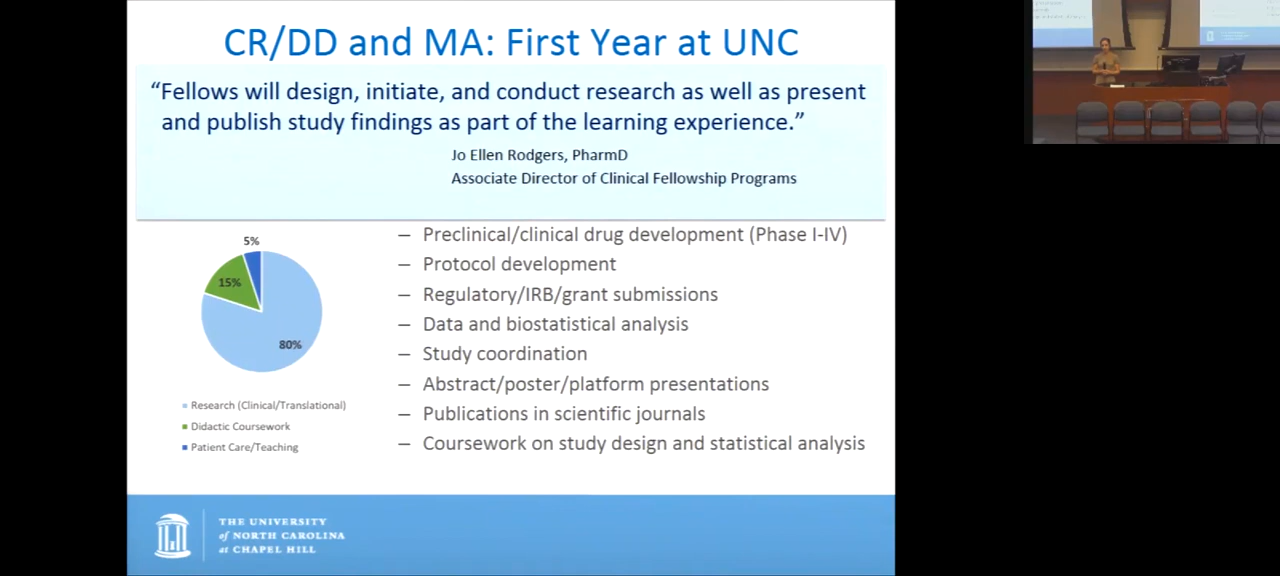 CR/DD and MA: First Year at UNC
“Fellows will design, initiate, and conduct research as well as present
and publish study findings as part of the learning experience.”
Jo Ellen Rodgers, PharmD
Associate Director of Clinical Fellowship Programs
5%
15%
80%
Research (Clinical/Translational)
Didactic Coursework
Patient Care/Teaching
– Preclinical/clinical drug development (Phase I-IV)
– Protocol development
– Regulatory/IRB/grant submissions
– Data and biostatistical analysis
– Study coordination
– Abstract/poster/platform presentations
– Publications in scientific journals
– Coursework on study design and statistical analysis
THE UNIVERSITY
of NORTH CAROLINA
at CHAPEL HILL